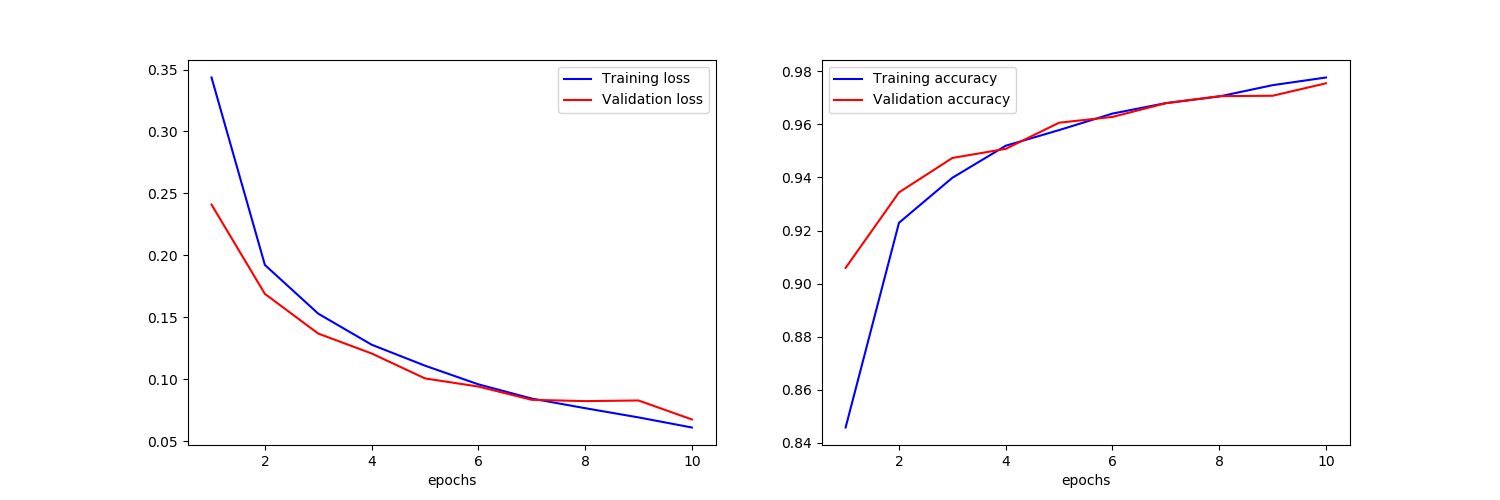 0.35
0.30
0.25
0.20
0.15
0.10
0.05
2 4 6 8 10
epochs
Training loss
Validation loss
0.98
0.96
0.94
0.92
0.90
0.88
0.86
0.84
2 4 6 8 10
epochs
Training accuracy
Validation accuracy